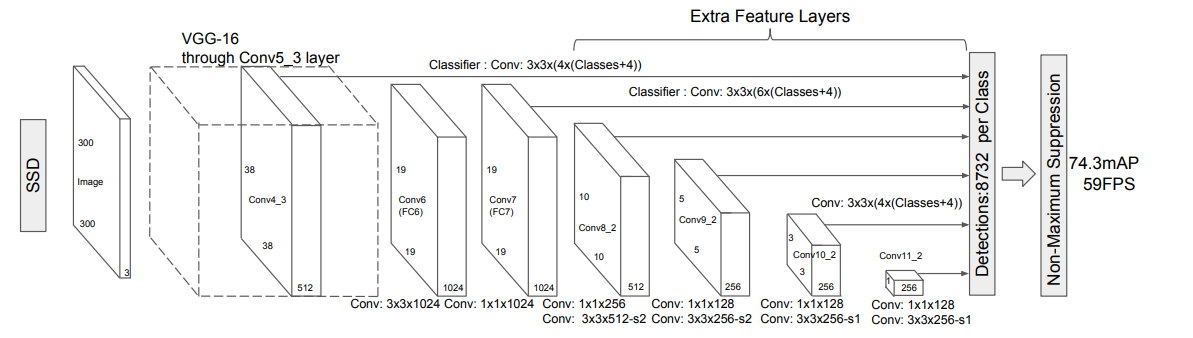 Extra Feature Layers
VGG-16
through Conv5_3 layer
Classifier : Conv: 3x3x(4x(Classes+4))
Classifier : Conv: 3x3x(6x(Classes+4))
SSD
300
Image
300
3
38
Conv4_3
38
512
19
Conv6
(FC6)
19
1024
19
Conv7
(FC7)
19
1024
10
Conv8_2
10
512
5
Conv9_2
5
256
Conv: 3x3x(4x(Classes+4))
3
Conv10_2
3
256
Conv11_2
1
256
Detections:8732 per Class
Non-Maximum Suppression
74.3mAP
59FPS
Conv: 3x3x1024
Conv: 1x1x1024
Conv: 1x1x256
Conv: 3x3x512-s2
Conv: 1x1x128
Conv: 3x3x256-s2
Conv: 1x1x128
Conv: 3x3x256-s1
Conv: 1x1x128
Conv: 3x3x256-s1